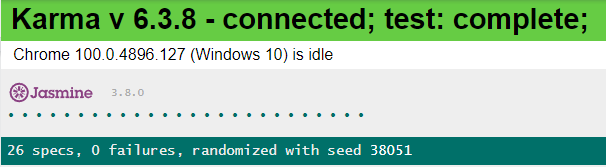 Karma v 6.3.8 - connected; test: complete;
Chrome 100.0.4896.127 (Windows 10) is idle
Jasmine 3.8.0
26 specs, 0 failures, randomized with seed 38051